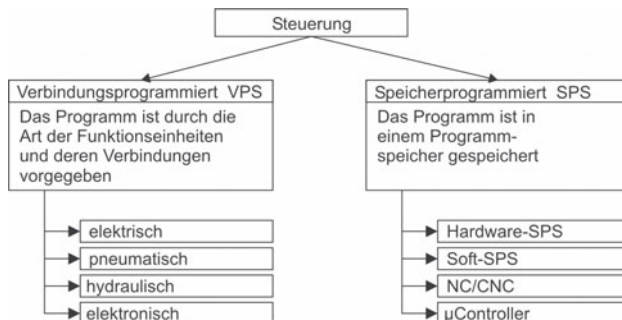 Steuerung
Verbindungsprogrammiert VPS
Das Programm ist durch die
Art der Funktionseinheiten
und deren Verbindungen
vorgegeben
elektrisch
pneumatisch
hydraulisch
elektronisch
Speicherprogrammiert SPS
Das Programm ist in
einem Programm-
speicher gespeichert
Hardware-SPS
Soft-SPS
NC/CNC
µController